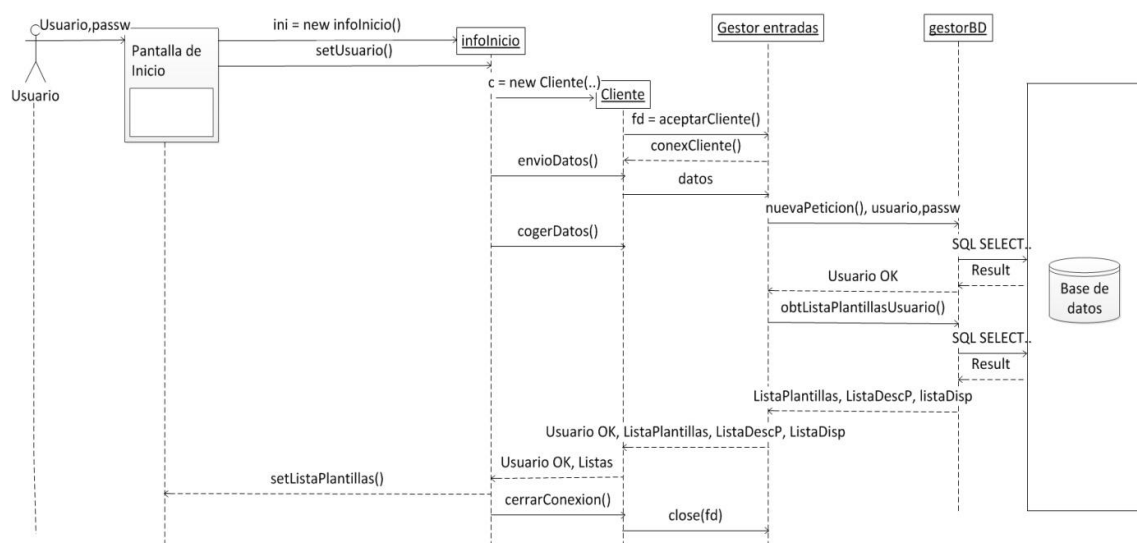 Usuario,passw
ini = new infoInicio()
infoInicio
Gestor entradas
gestorBD
Pantalla de
Inicio
setUsuario()
Usuario
c = new Cliente(..)
Cliente
fd = aceptarCliente()
conexCliente()
envioDatos()
datos
nuevaPeticion(), usuario,passw
cogerDatos()
SQL SELECT..
Result
Usuario OK
Base de
datos
obtListaPlantillasUsuario()
SQL SELECT..
Result
ListaPlantillas, ListaDescP, listaDisp
Usuario OK, ListaPlantillas, ListaDescP, ListaDisp
Usuario OK, Listas
setListaPlantillas()
cerrarConexion()
close(fd)